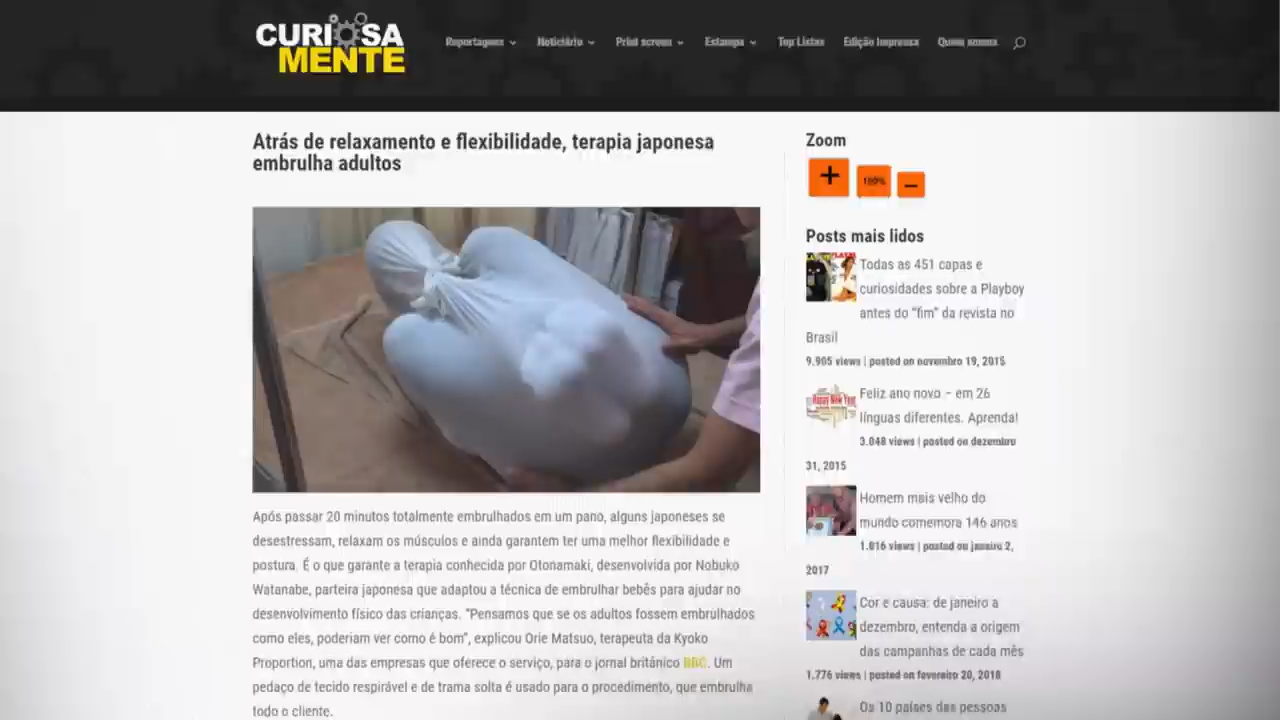 CURIOSA
MENTE
Reportagens
Noticiário
Print screen
Estampa
Top Listas
Edição Impressa
Quem somos
Atrás de relaxamento e flexibilidade, terapia japonesa
embrulha adultos
Após passar 20 minutos totalmente embrulhados em um pano, alguns japoneses se
desestressam, relaxam os músculos e ainda garantem ter uma melhor flexibilidade e
postura. É o que garante a terapia conhecida por Otonamaki, desenvolvida por Nobuko
Watanabe, parteira japonesa que adaptou a técnica de embrulhar bebês para ajudar no
desenvolvimento físico das crianças. “Pensamos que se os adultos fossem embrulhados
como eles, poderiam ver como é bom”, explicou Orie Matsuo, terapeuta da Kyoko
Proportion, uma das empresas que oferece o serviço, para o jornal britânico BBC. Um
pedaço de tecido respirável e de trama solta é usado para o procedimento, que embrulha
todo o cliente.
Zoom
+
100%
−
Posts mais lidos
Todas as 451 capas e
curiosidades sobre a Playboy
antes do “fim” da revista no
Brasil
9.905 views | posted on novembro 19, 2015
Happy New Year
Feliz ano novo – em 26
línguas diferentes. Aprenda!
3.048 views | posted on dezembro
31, 2015
Homem mais velho do
mundo comemora 146 anos
1.816 views | posted on janeiro 2,
2017
Cor e causa: de janeiro a
dezembro, entenda a origem
das campanhas de cada mês
1.776 views | posted on fevereiro 20, 2018
Os 10 países das pessoas